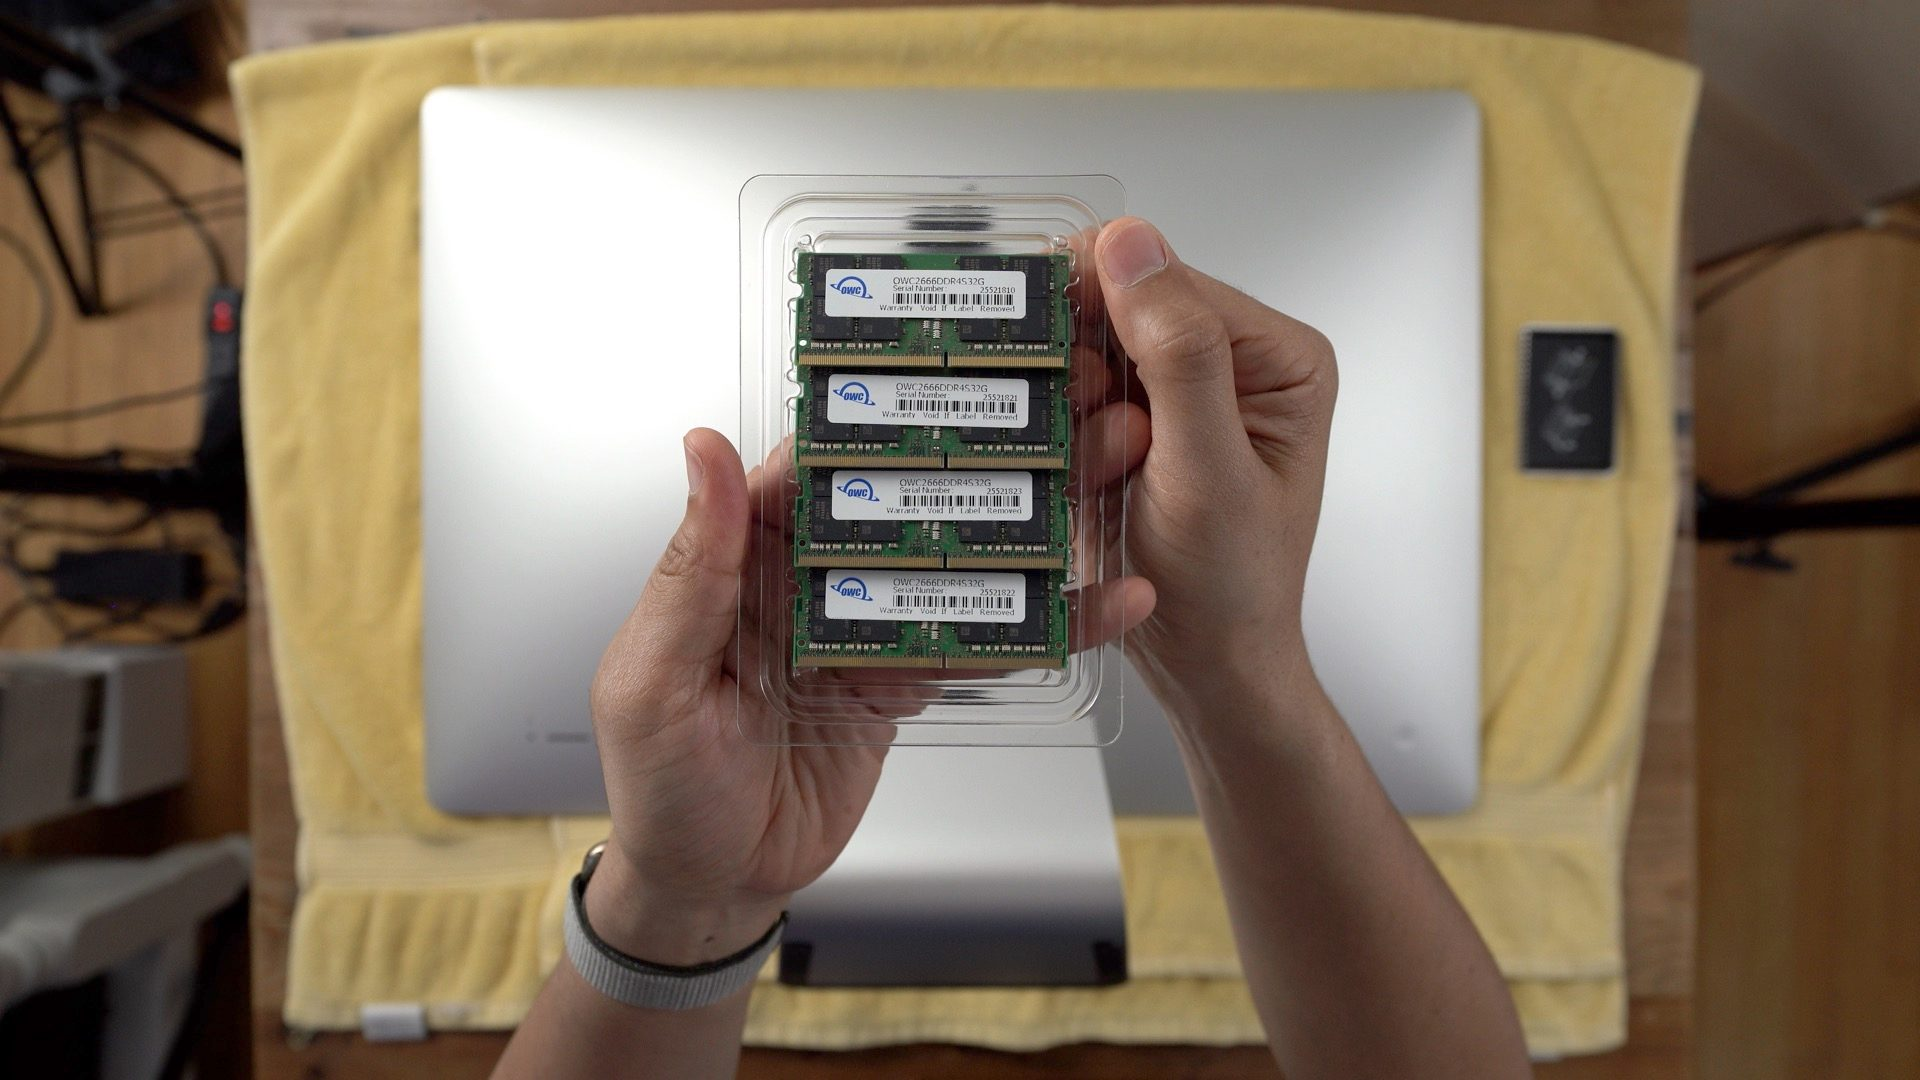 OWC
OWC2666DDR4S32G
Serial Number:
25521810
Warranty Void If Label Removed
OWC
OWC2666DDR4S32G
Serial Number:
25521821
Warranty Void If Label Removed
OWC
OWC2666DDR4S32G
Serial Number:
25521823
Warranty Void If Label Removed
OWC
OWC2666DDR4S32G
Serial Number:
25521822
Warranty Void If Label Removed